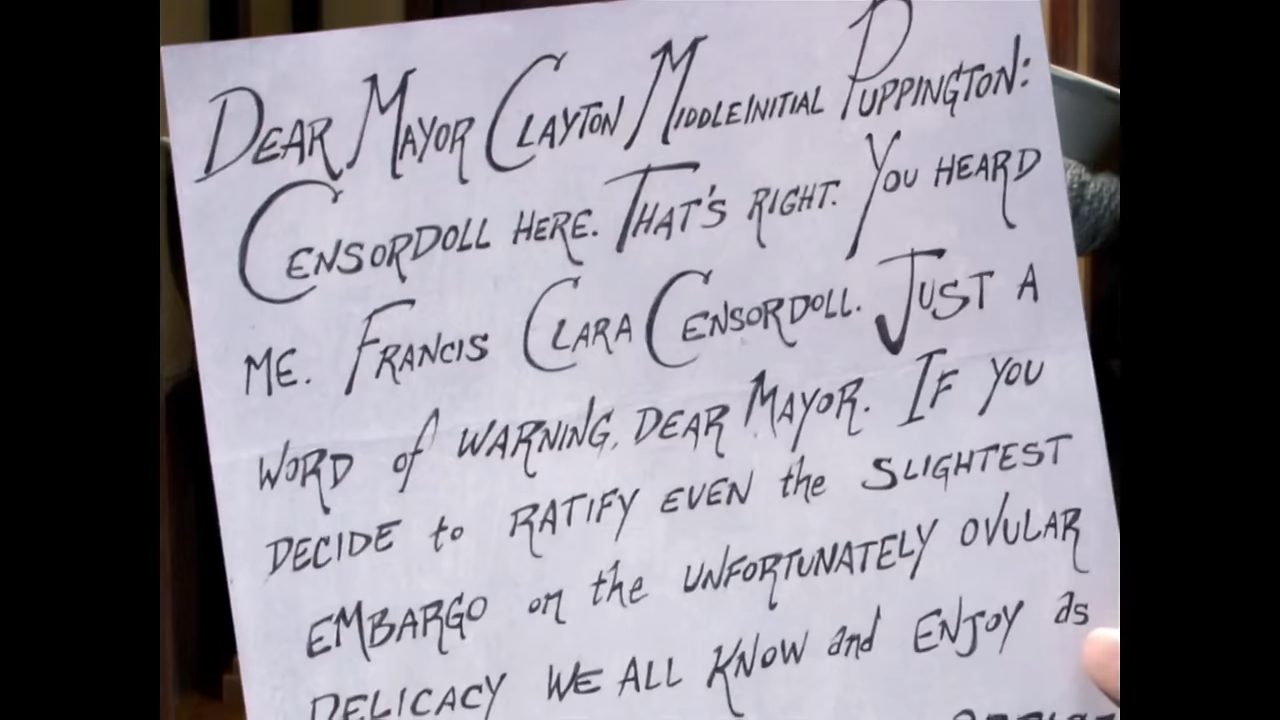 Dear Mayor Clayton Middleinitial Puppington:
Censordoll here. That's right. You heard
me. Francis Clara Censordoll. Just a
word of warning, dear Mayor. If you
decide to ratify even the slightest
embargo on the unfortunately ovular
delicacy we all know and enjoy as